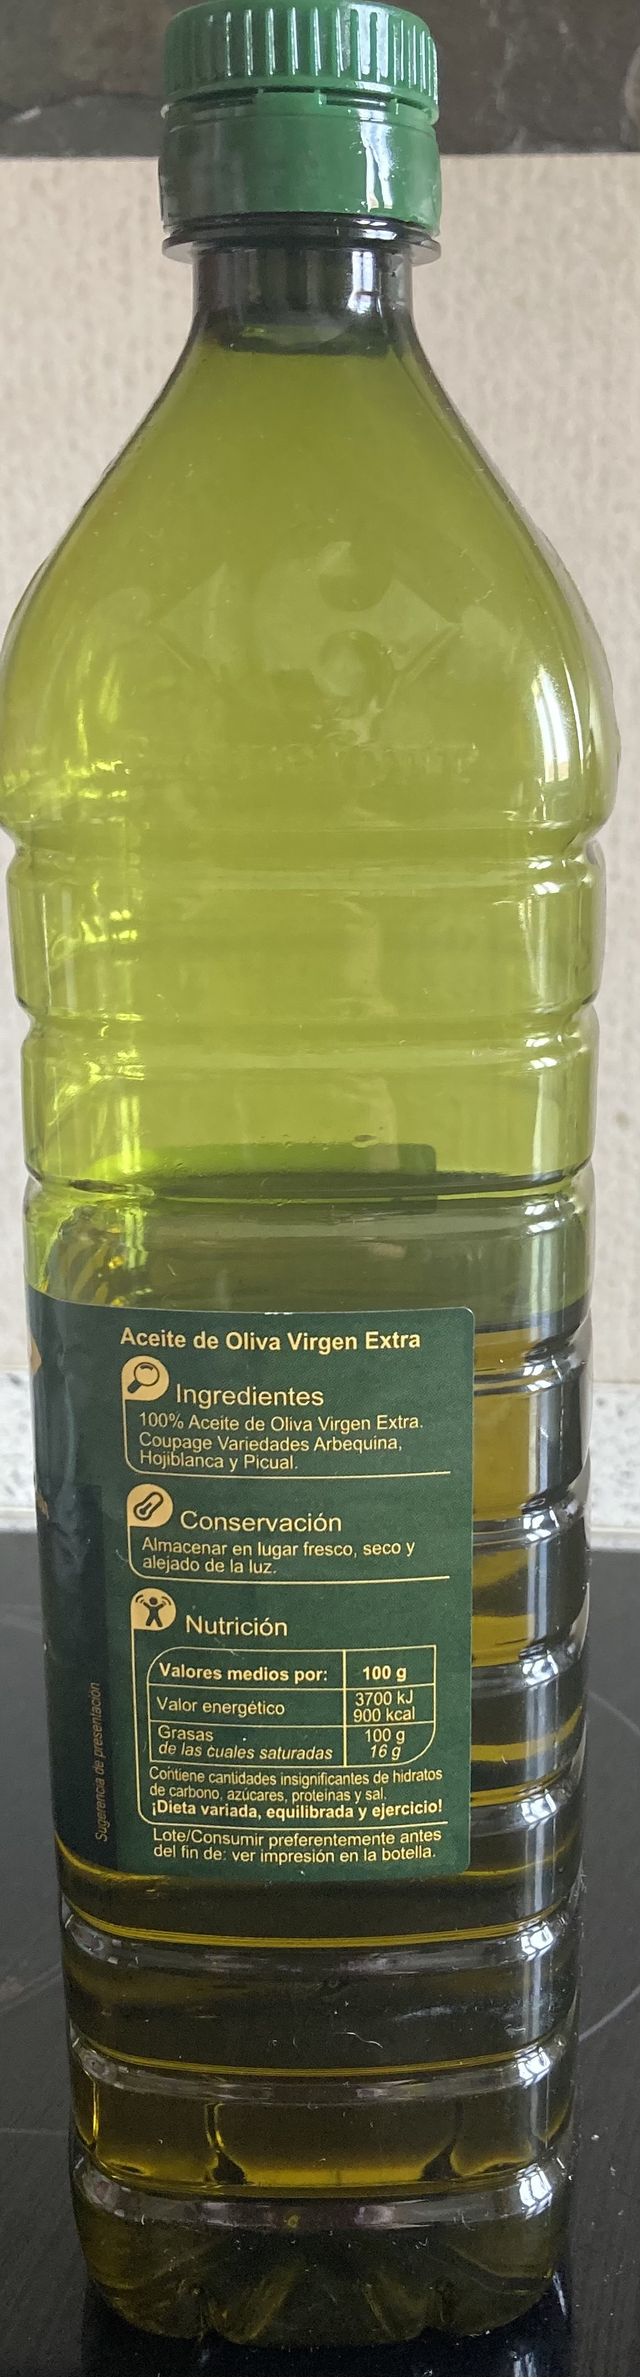 Aceite de Oliva Virgen Extra
Ingredientes
100% Aceite de Oliva Virgen Extra.
Coupage Variedades Arbequina,
Hojiblanca y Picual.
Conservación
Almacenar en lugar fresco, seco y
alejado de la luz.
Nutrición
Valores medios por: 100 g
Valor energético 3700 kJ
900 kcal
Grasas 100 g
de las cuales saturadas 16 g
Contiene cantidades insignificantes de hidratos
de carbono, azúcares, proteínas y sal.
¡Dieta variada, equilibrada y ejercicio!
Lote/Consumir preferentemente antes
del fin de: ver impresión en la botella.
Sugerencia de presentación